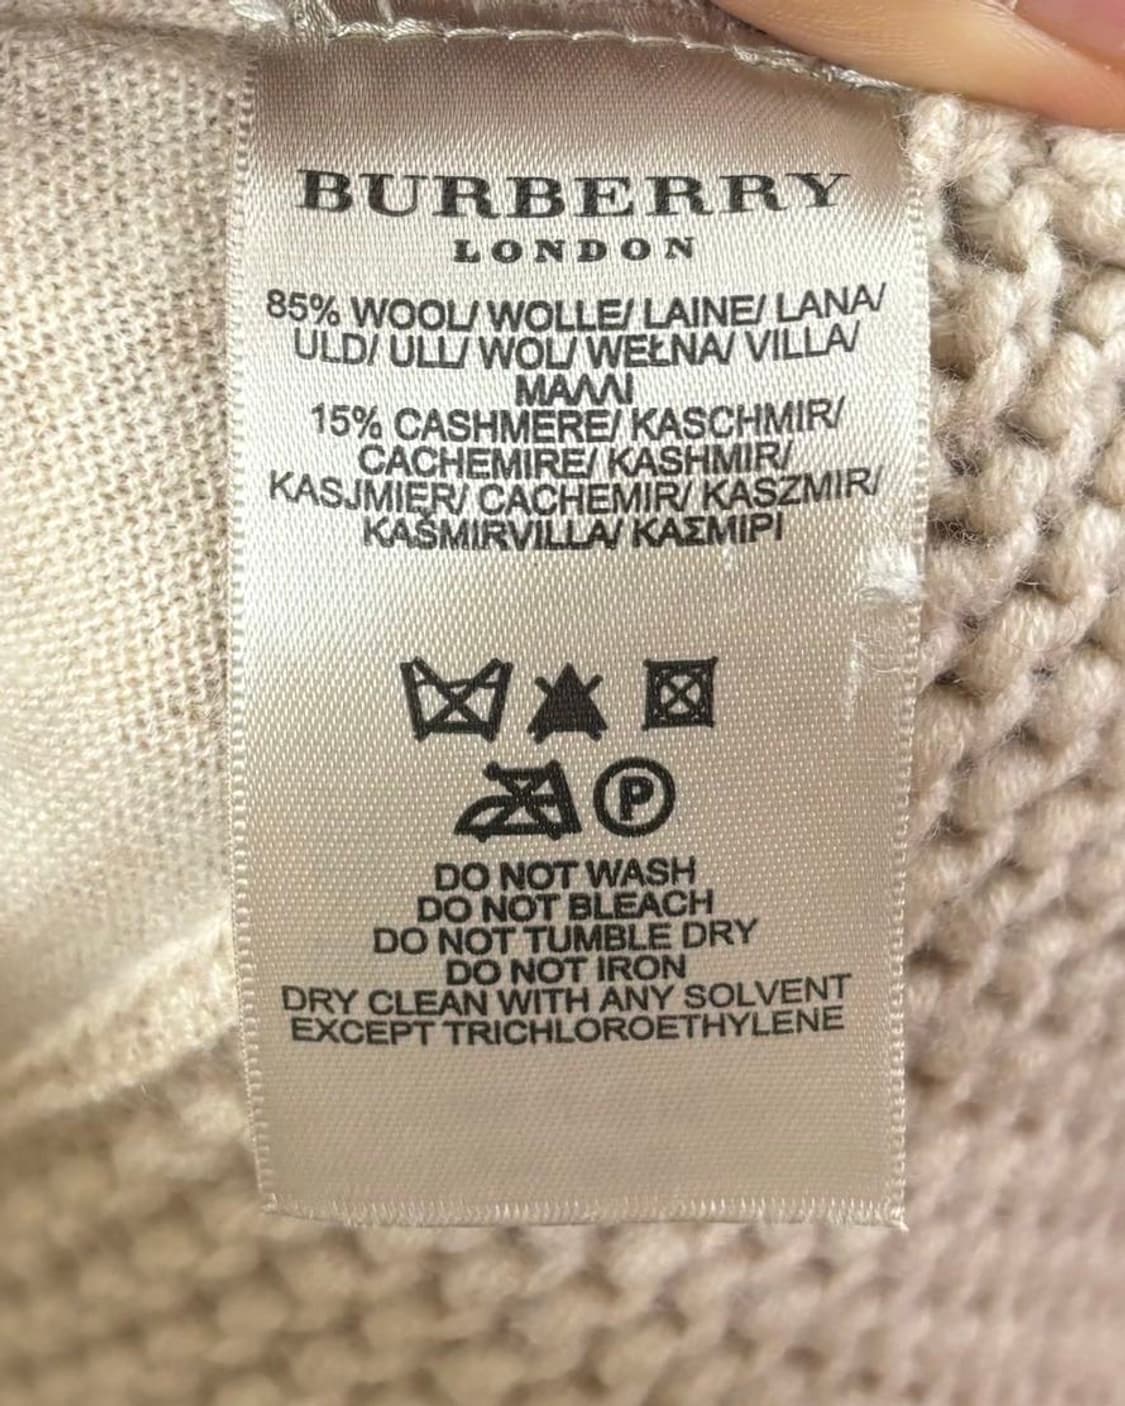 BURBERRY
LONDON
85% WOOL/ WOLLE/ LAINE/ LANA/
ULD/ ULL/ WOL/ WEŁNA/ VILLA/
ΜΑΛΛΙ
15% CASHMERE/ KASCHMIR/
CACHEMIRE/ KASHMIR/
KASJMIER/ CACHEMIR/ KASZMIR/
KAŠMIRVILLA/ ΚΑΣΜΙΡΙ
P
DO NOT WASH
DO NOT BLEACH
DO NOT TUMBLE DRY
DO NOT IRON
DRY CLEAN WITH ANY SOLVENT
EXCEPT TRICHLOROETHYLENE